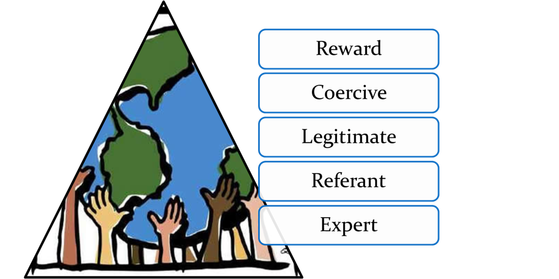 Reward
Coercive
Legitimate
Referant
Expert